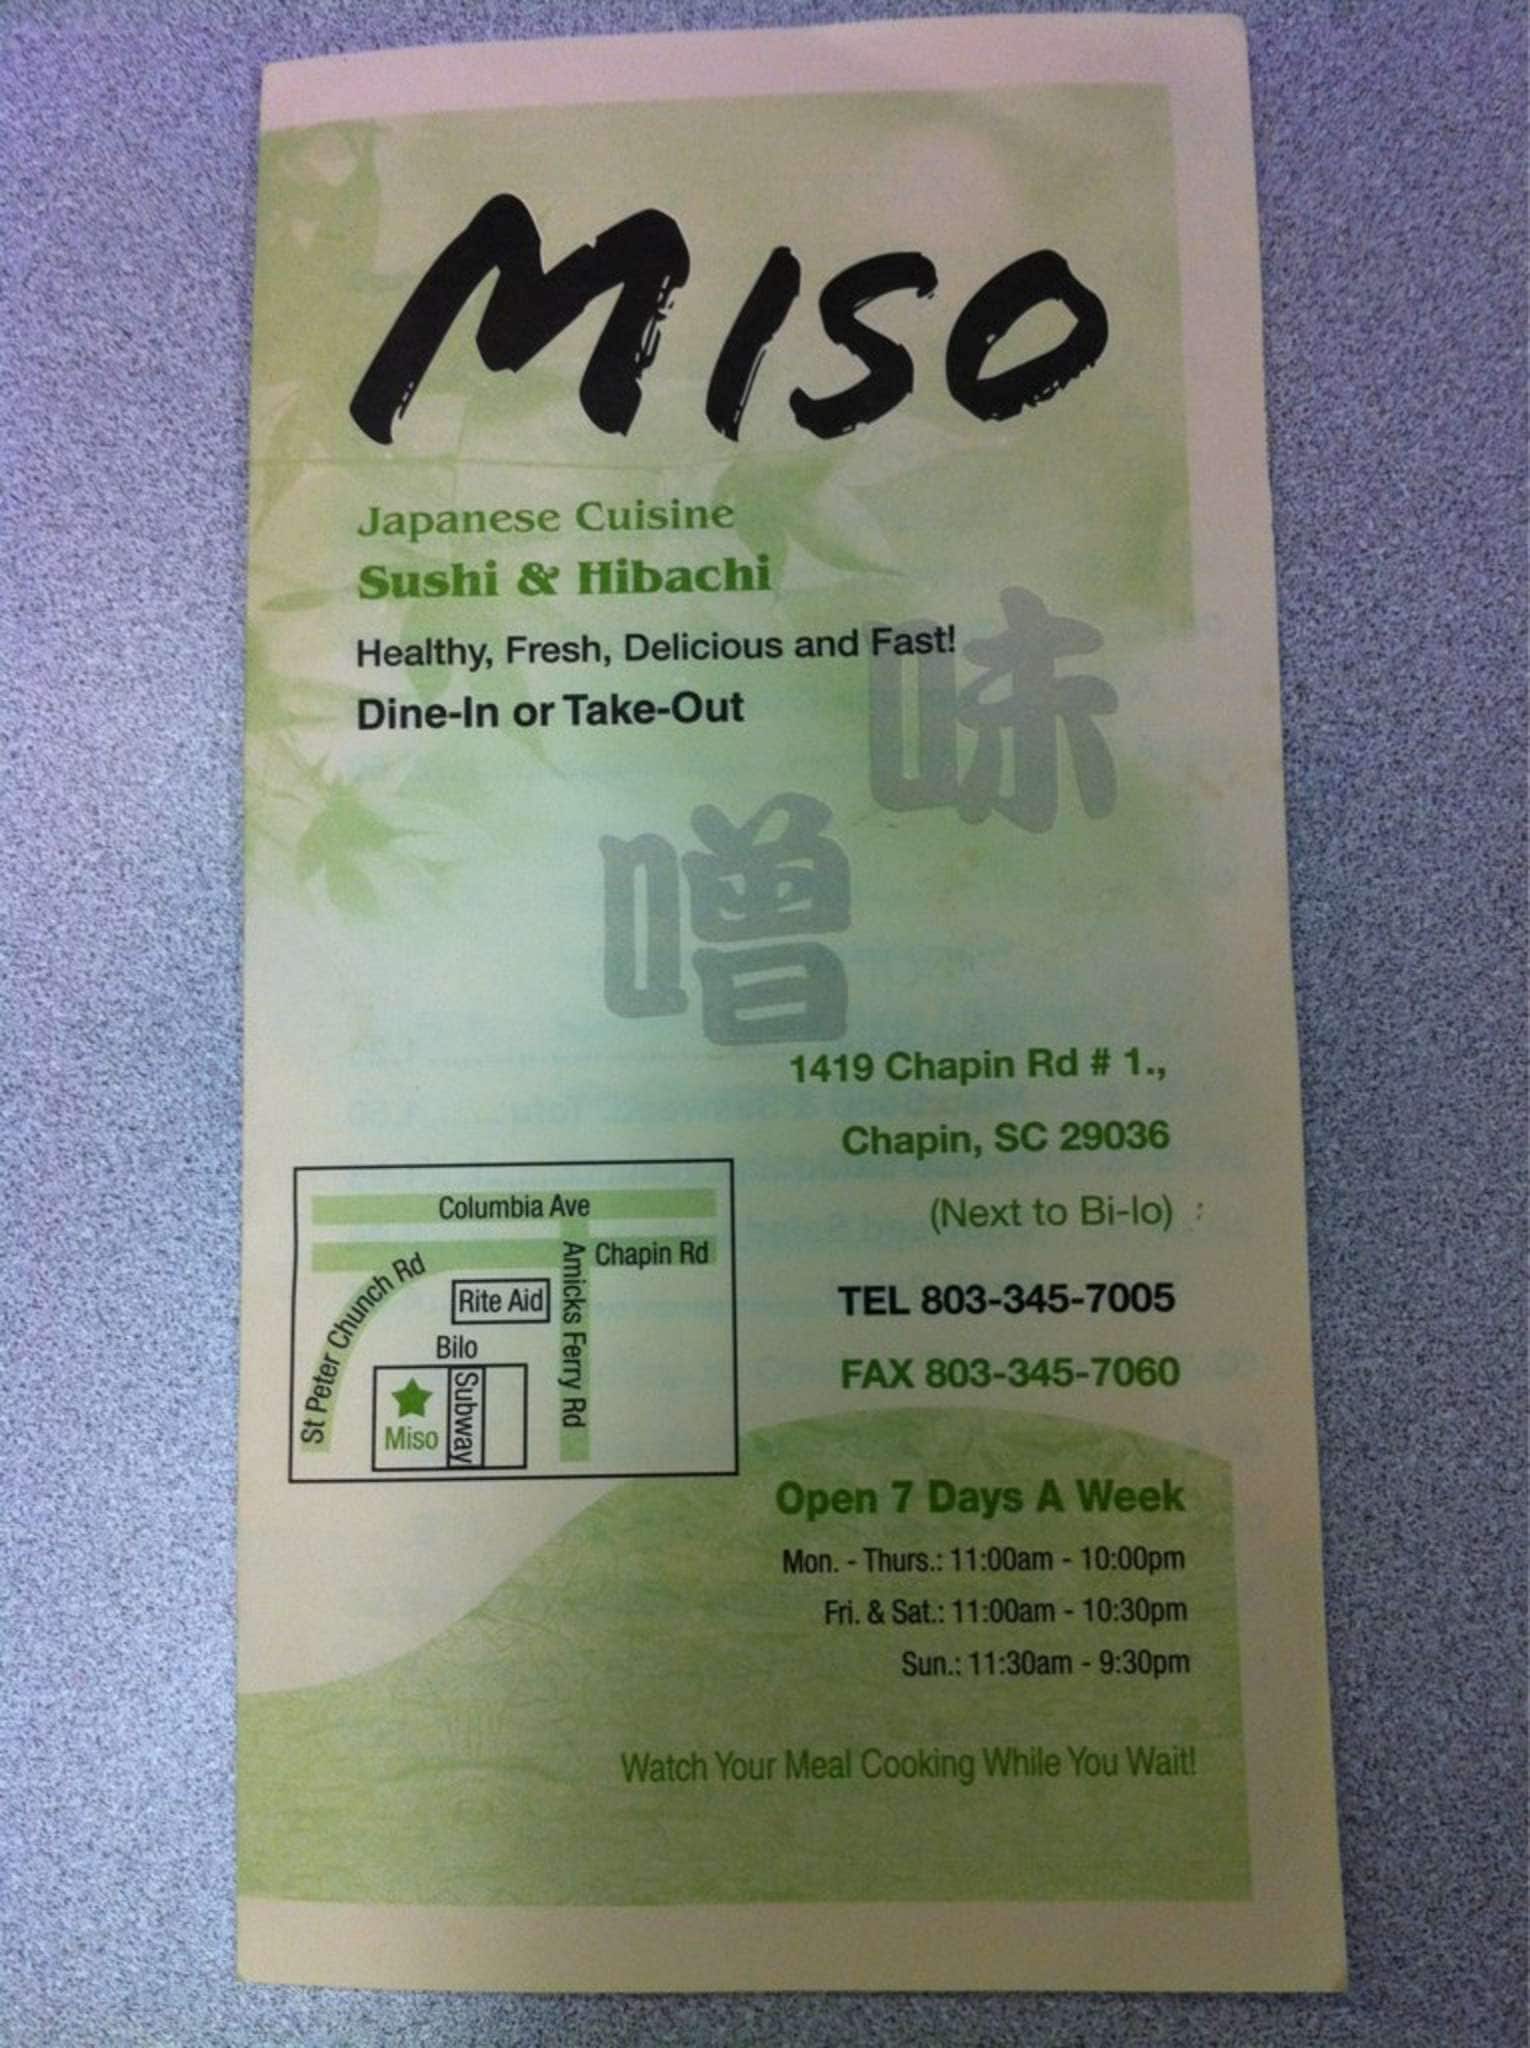 MISO
Japanese Cuisine
Sushi & Hibachi
Healthy, Fresh, Delicious and Fast!
Dine-In or Take-Out
味
噌
1419 Chapin Rd # 1.,
Chapin, SC 29036
(Next to Bi-lo)
TEL 803-345-7005
FAX 803-345-7060
Columbia Ave
Chapin Rd
St Peter Chunch Rd
Amicks Ferry Rd
Rite Aid
Bilo
Subway
Miso
Open 7 Days A Week
Mon. - Thurs.: 11:00am - 10:00pm
Fri. & Sat.: 11:00am - 10:30pm
Sun.: 11:30am - 9:30pm
Watch Your Meal Cooking While You Wait!